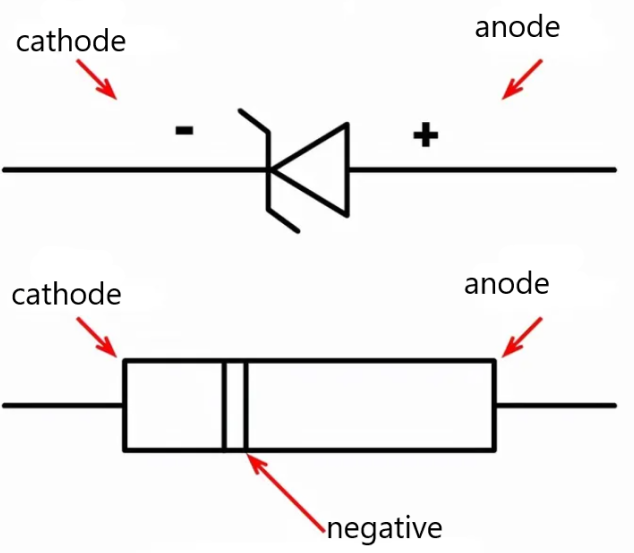 cathode
anode
- +
cathode
anode
negative